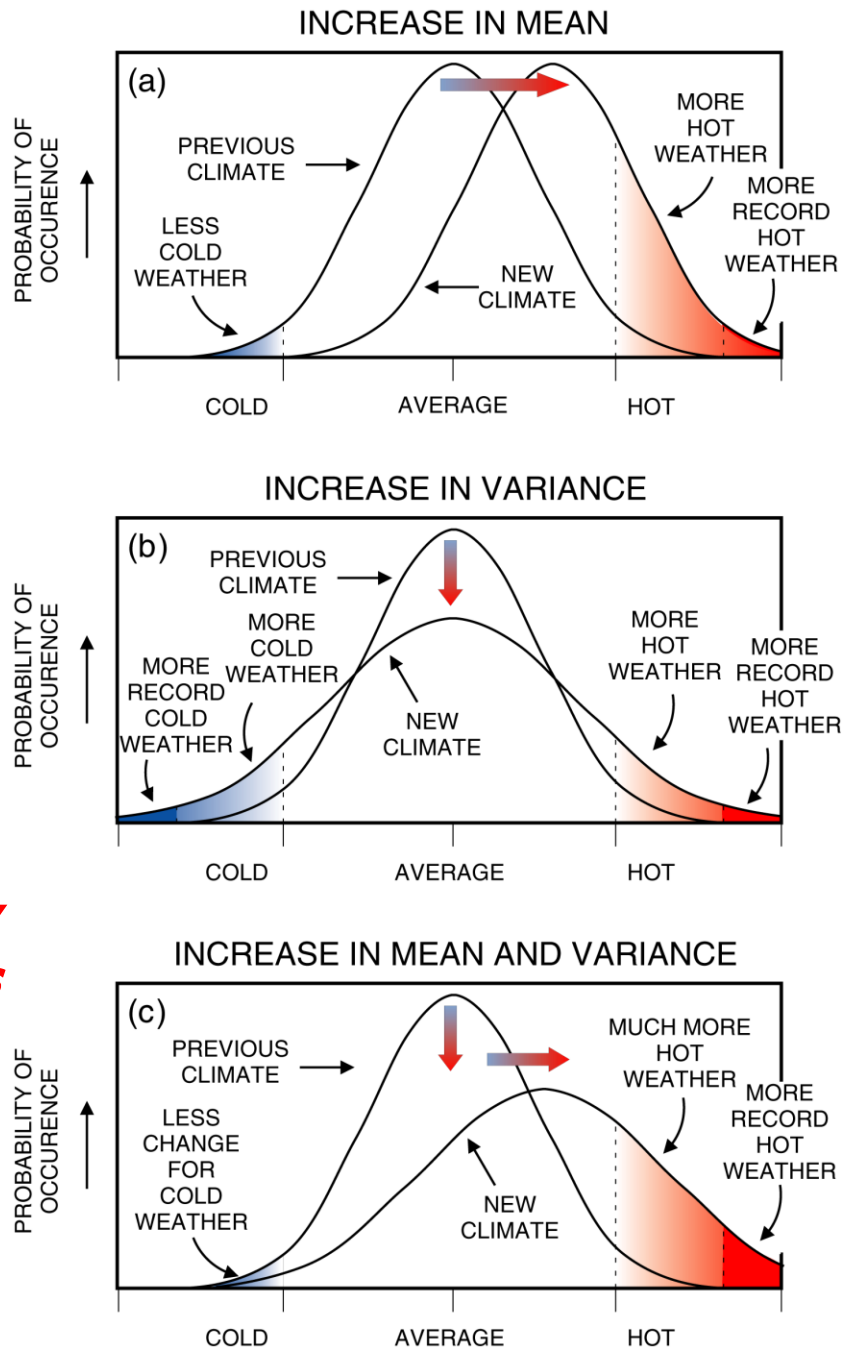 INCREASE IN MEAN
(a)
PROBABILITY OF
OCCURENCE
PREVIOUS
CLIMATE
LESS
COLD
WEATHER
NEW
CLIMATE
MORE
HOT
WEATHER
MORE
RECORD
HOT
WEATHER
COLD AVERAGE HOT
INCREASE IN VARIANCE
(b)
PROBABILITY OF
OCCURENCE
PREVIOUS
CLIMATE
MORE
COLD
WEATHER
MORE
RECORD
COLD
WEATHER
NEW
CLIMATE
MORE
HOT
WEATHER
MORE
RECORD
HOT
WEATHER
COLD AVERAGE HOT
INCREASE IN MEAN AND VARIANCE
(c)
PROBABILITY OF
OCCURENCE
PREVIOUS
CLIMATE
LESS
CHANGE
FOR
COLD
WEATHER
NEW
CLIMATE
MUCH MORE
HOT
WEATHER
MORE
RECORD
HOT
WEATHER
COLD AVERAGE HOT